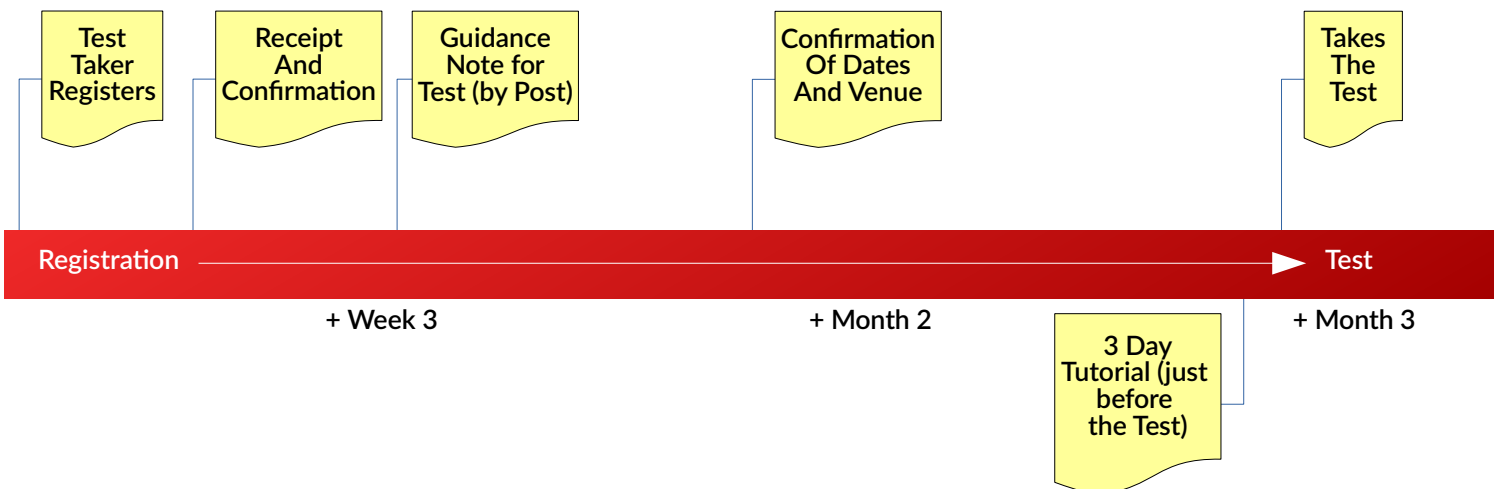 Test
Taker
Registers
Receipt
And
Confirmation
Guidance
Note for
Test (by Post)
Confirmation
Of Dates
And Venue
Takes
The
Test
Registration
Test
+ Week 3
+ Month 2
+ Month 3
3 Day
Tutorial (just
before
the Test)